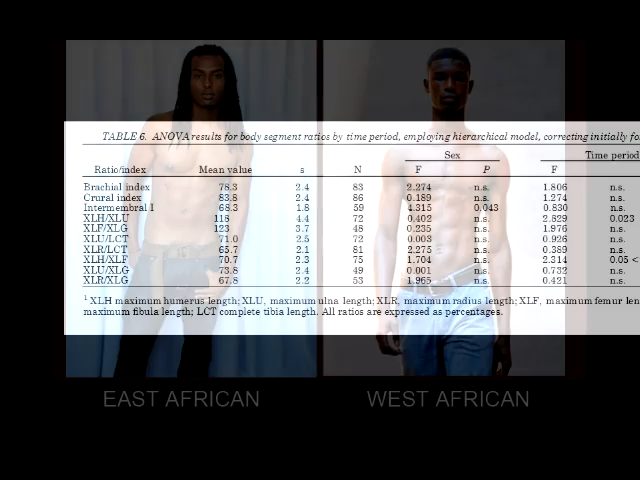 TABLE 6. ANOVA results for body segment ratios by time period, employing hierarchical model, correcting initially fo
Sex Time period
Ratio/index Mean value s N F P F
Brachial index 78.3 2.4 83 2.274 n.s. 1.806 n.s.
Crural index 83.8 2.4 86 0.189 n.s. 1.274 n.s.
Intermembral I 68.3 1.8 59 4.315 0.043 0.830 n.s.
XLH/XLU 118 4.4 72 0.402 n.s. 2.829 0.023
XLF/XLG 123 3.7 48 0.235 n.s. 1.976 n.s.
XLU/LCT 71.0 2.5 72 0.003 n.s. 0.926 n.s.
XLR/LCT 65.7 2.1 81 2.275 n.s. 0.389 n.s.
XLH/XLF 70.7 2.3 75 1.704 n.s. 2.314 0.05 <
XLU/XLG 73.8 2.4 49 0.001 n.s. 0.732 n.s.
XLR/XLG 67.8 2.2 53 1.965 n.s. 0.421 n.s.
1 XLH maximum humerus length; XLU, maximum ulna length; XLR, maximum radius length; XLF, maximum femur len
maximum fibula length; LCT complete tibia length. All ratios are expressed as percentages.
EAST AFRICAN WEST AFRICAN